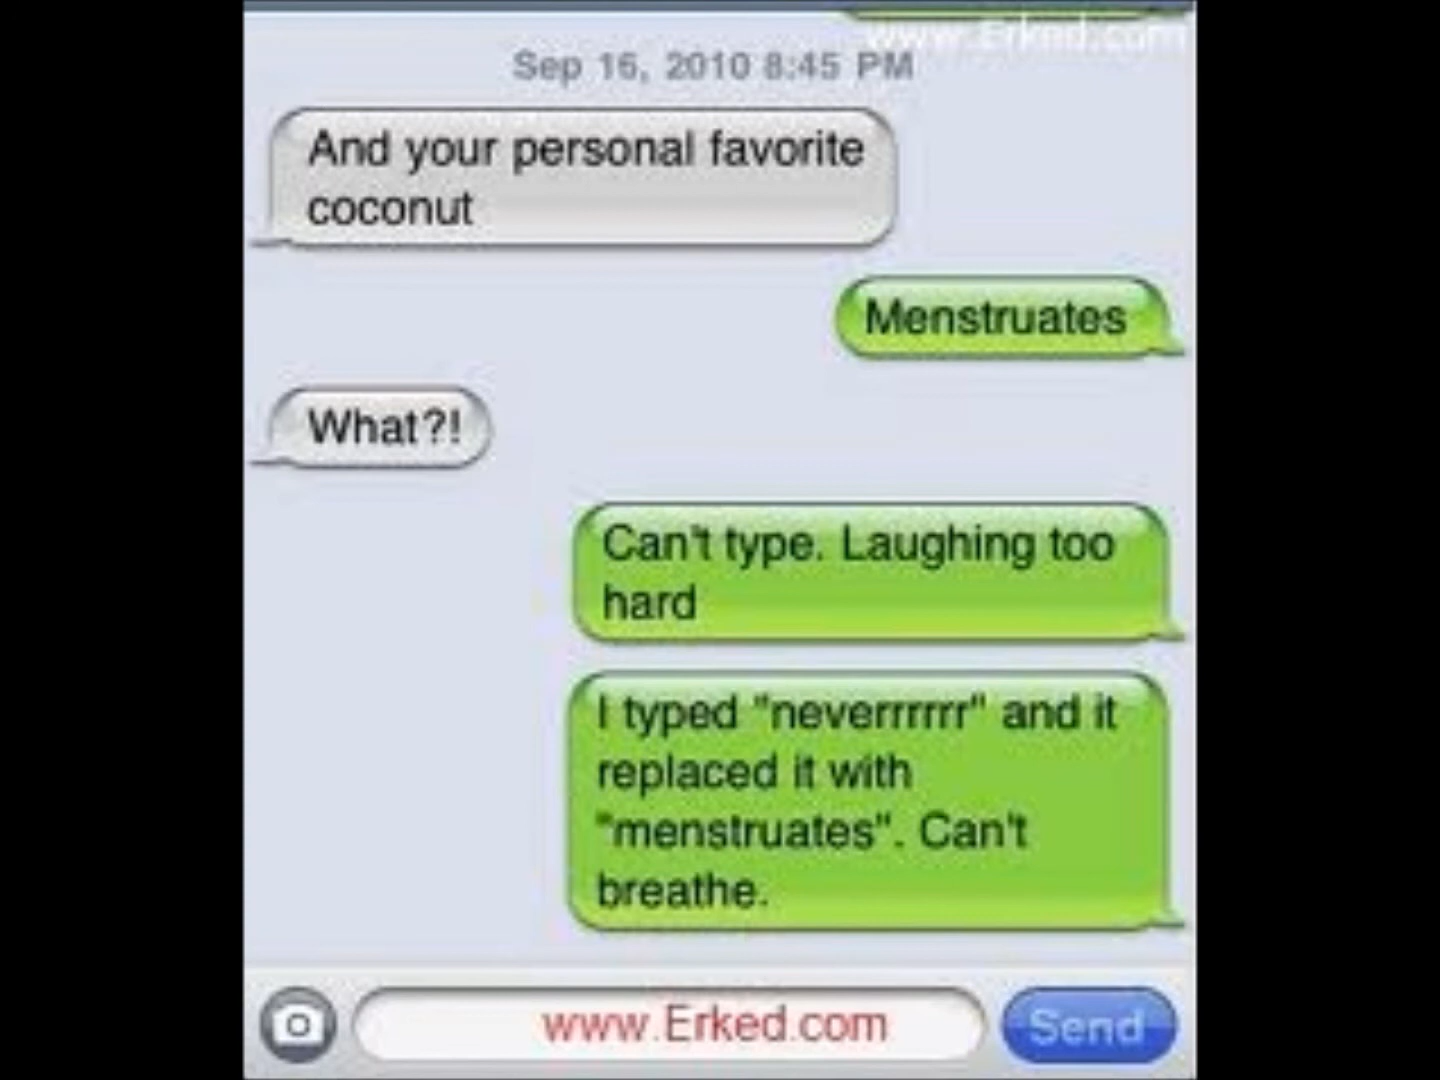 www.Erked.com
Sep 16, 2010 8:45 PM
And your personal favorite
coconut
Menstruates
What?!
Can't type. Laughing too
hard
I typed "neverrrrrr" and it
replaced it with
"menstruates". Can't
breathe.
www.Erked.com
Send